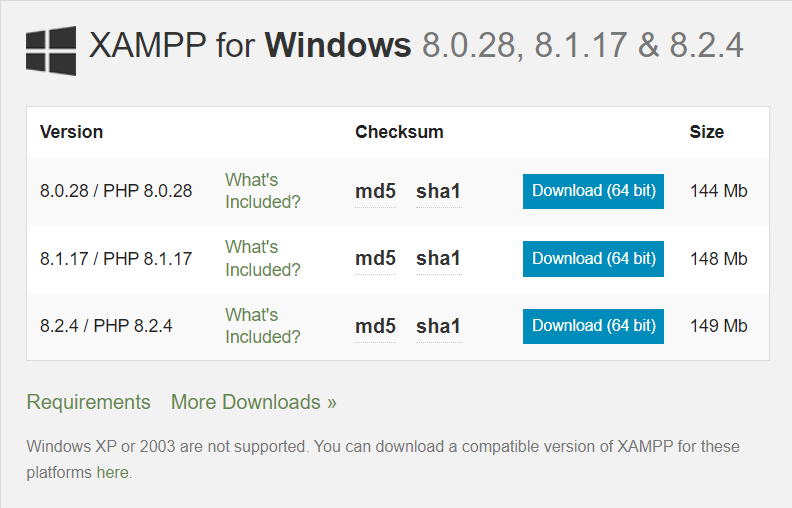 XAMPP for Windows 8.0.28, 8.1.17 & 8.2.4
Version Checksum Size
8.0.28 / PHP 8.0.28 What's Included? md5 sha1 Download (64 bit) 144 Mb
8.1.17 / PHP 8.1.17 What's Included? md5 sha1 Download (64 bit) 148 Mb
8.2.4 / PHP 8.2.4 What's Included? md5 sha1 Download (64 bit) 149 Mb
Requirements More Downloads »
Windows XP or 2003 are not supported. You can download a compatible version of XAMPP for these
platforms here.